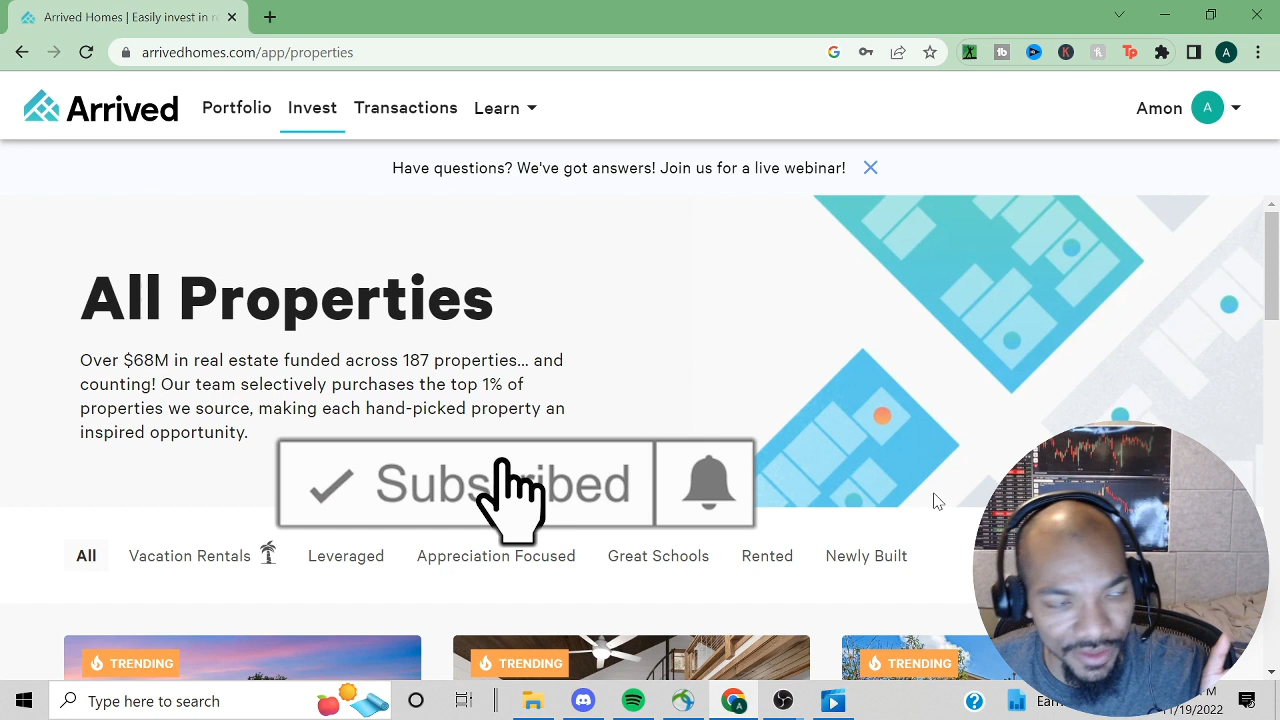 Arrived Homes | Easily invest in r
arrivedhomes.com/app/properties
Arrived
Portfolio Invest Transactions Learn
Amon A
Have questions? We've got answers! Join us for a live webinar!
All Properties
Over $68M in real estate funded across 187 properties... and
counting! Our team selectively purchases the top 1% of
properties we source, making each hand-picked property an
inspired opportunity.
Subscribed
All Vacation Rentals Leveraged Appreciation Focused Great Schools Rented Newly Built
TRENDING TRENDING TRENDING
Type here to search